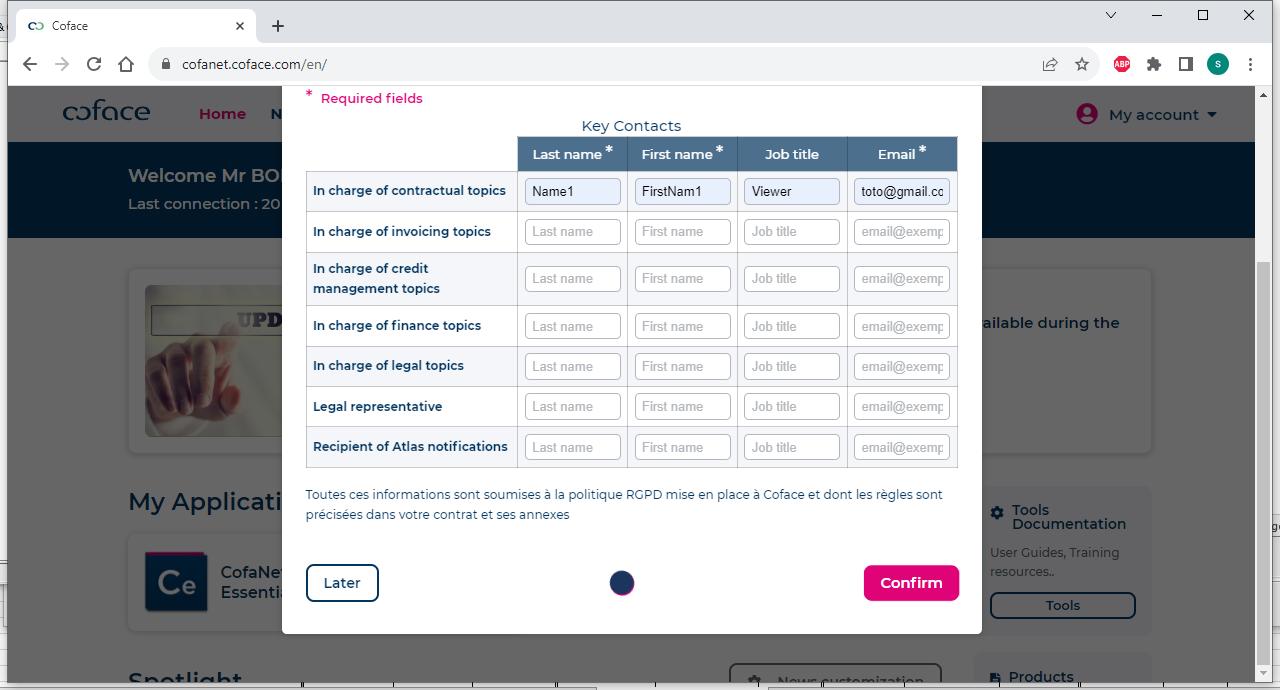 Coface
cofanet.coface.com/en/
ABP
S
coface
Home
N
My account
Welcome Mr BO
Last connection : 20
* Required fields
Key Contacts
Last name * First name * Job title Email *
In charge of contractual topics Name1 FirstNam1 Viewer toto@gmail.cc
In charge of invoicing topics Last name First name Job title email@exemp
In charge of credit
management topics Last name First name Job title email@exemp
In charge of finance topics Last name First name Job title email@exemp
In charge of legal topics Last name First name Job title email@exemp
Legal representative Last name First name Job title email@exemp
Recipient of Atlas notifications Last name First name Job title email@exemp
Toutes ces informations sont soumises à la politique RGPD mise en place à Coface et dont les règles sont
précisées dans votre contrat et ses annexes
Later
Confirm
UPD
ailable during the
My Applicati
Ce
CofaNe
Essentia
Tools
Documentation
User Guides, Training
resources..
Tools
Spotlight
News customization
Products